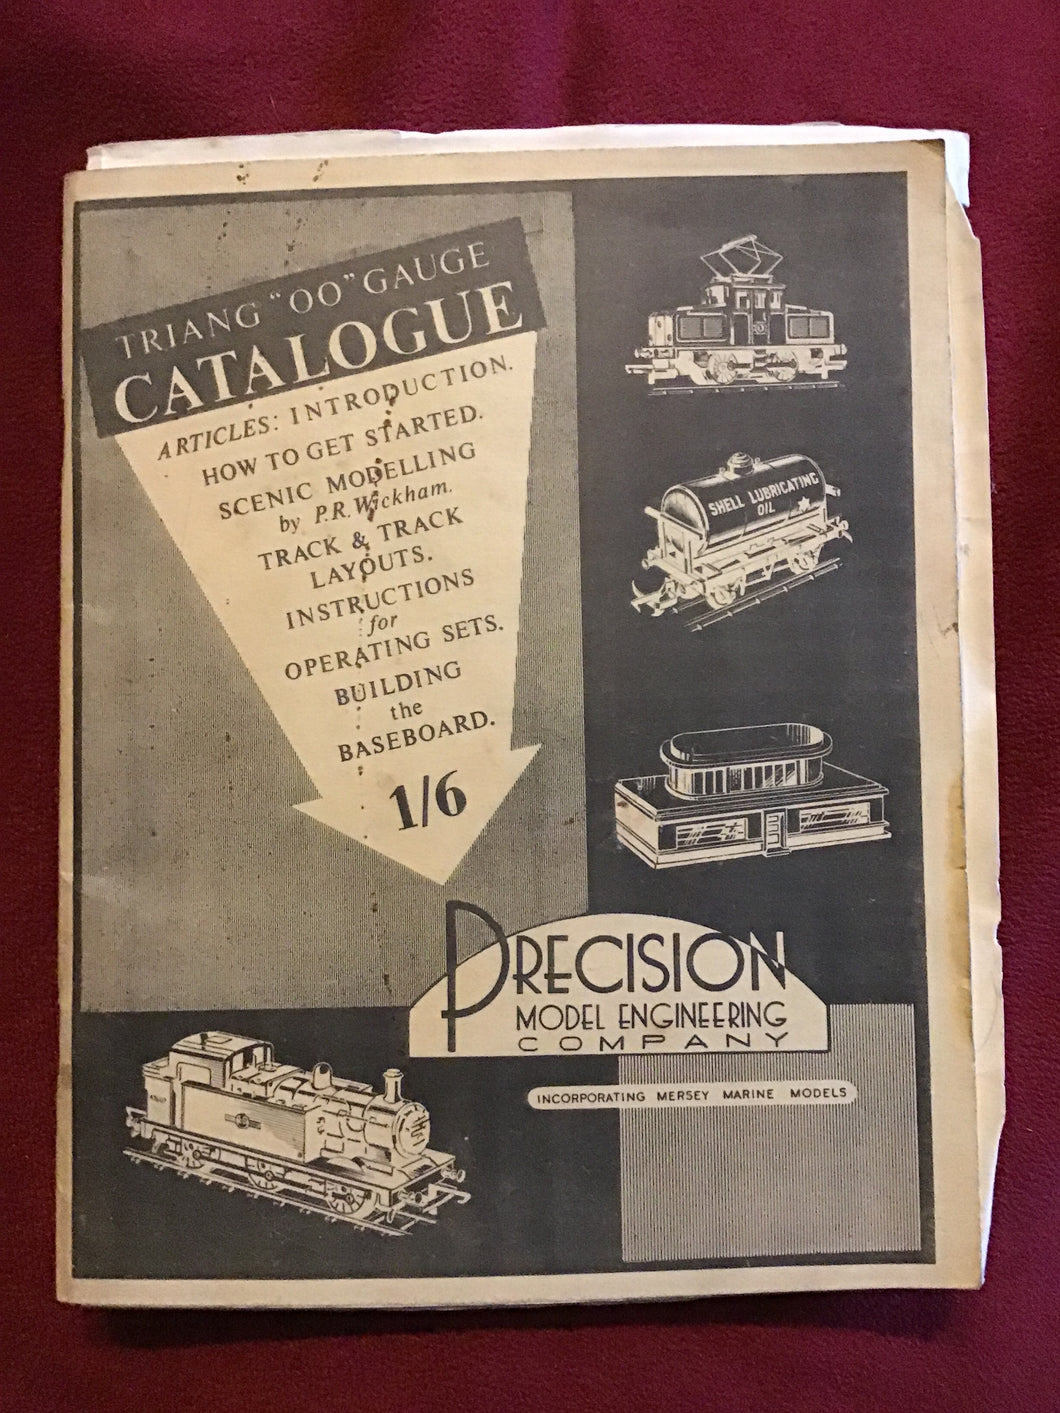 TRIANG "OO" GAUGE
CATALOGUE
ARTICLES: INTRODUCTION.
HOW TO GET STARTED.
SCENIC MODELLING
by P.R. Wickham.
TRACK & TRACK
LAYOUTS.
INSTRUCTIONS
for
OPERATING SETS.
BUILDING
the
BASEBOARD.
1/6
SHELL LUBRICATING
OIL
PRECISION
MODEL ENGINEERING
COMPANY
INCORPORATING MERSEY MARINE MODELS